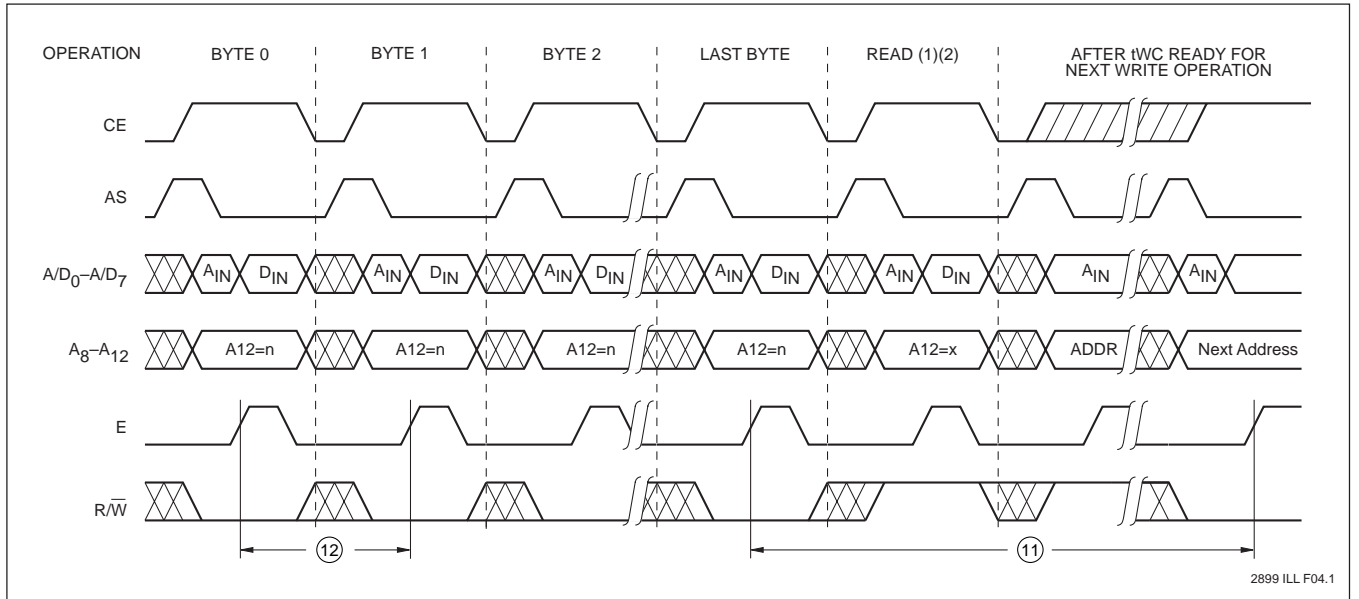 OPERATION BYTE 0 BYTE 1 BYTE 2 LAST BYTE READ (1)(2) AFTER tWC READY FOR
NEXT WRITE OPERATION
CE
AS
A/D0–A/D7 AIN DIN AIN DIN AIN DIN AIN DIN AIN DIN AIN AIN
A8–A12 A12=n A12=n A12=n A12=n A12=x ADDR Next Address
E
R/W̅
12 11
2899 ILL F04.1